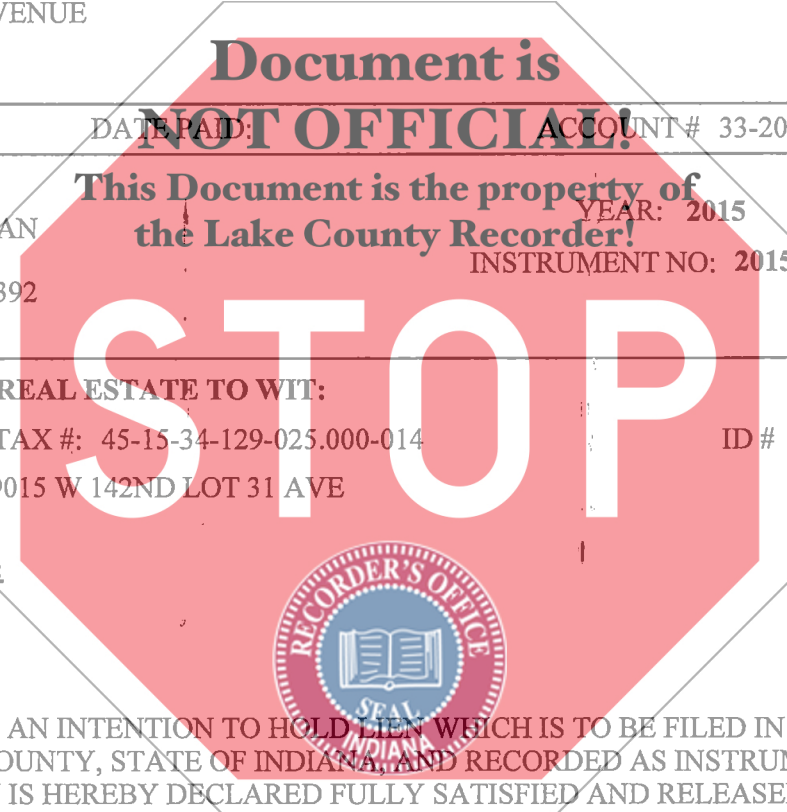 VENUE
Document is
NOT OFFICIAL!
DATE PAID: ACCOUNT # 33-20
This Document is the property of
the Lake County Recorder!
AN YEAR: 2015
INSTRUMENT NO: 2015
392
STOP
REAL ESTATE TO WIT:
TAX #: 45-15-34-129-025.000-014 ID #
9015 W 142ND LOT 31 AVE
RECORDER'S OFFICE
SEAL
INDIANA
AN INTENTION TO HOLD LIEN WHICH IS TO BE FILED IN
OUNTY, STATE OF INDIANA, AND RECORDED AS INSTRUM
IS HEREBY DECLARED FULLY SATISFIED AND RELEASE